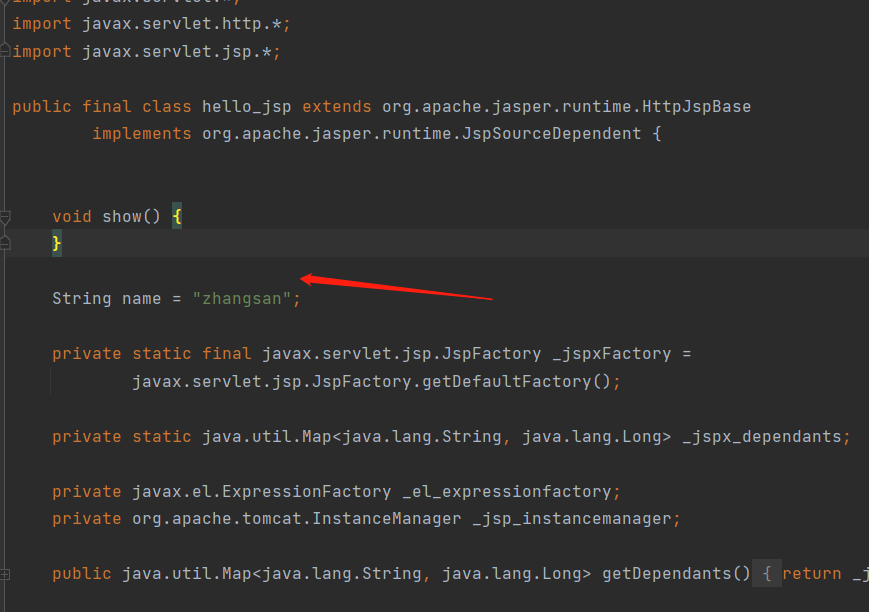 import javax.servlet.*;
import javax.servlet.http.*;
import javax.servlet.jsp.*;
public final class hello_jsp extends org.apache.jasper.runtime.HttpJspBase
implements org.apache.jasper.runtime.JspSourceDependent {
void show() {
}
String name = "zhangsan";
private static final javax.servlet.jsp.JspFactory _jspxFactory =
javax.servlet.jsp.JspFactory.getDefaultFactory();
private static java.util.Map<java.lang.String, java.lang.Long> _jspx_dependants;
private javax.el.ExpressionFactory _el_expressionfactory;
private org.apache.tomcat.InstanceManager _jsp_instancemanager;
public java.util.Map<java.lang.String, java.lang.Long> getDependants() { return _j